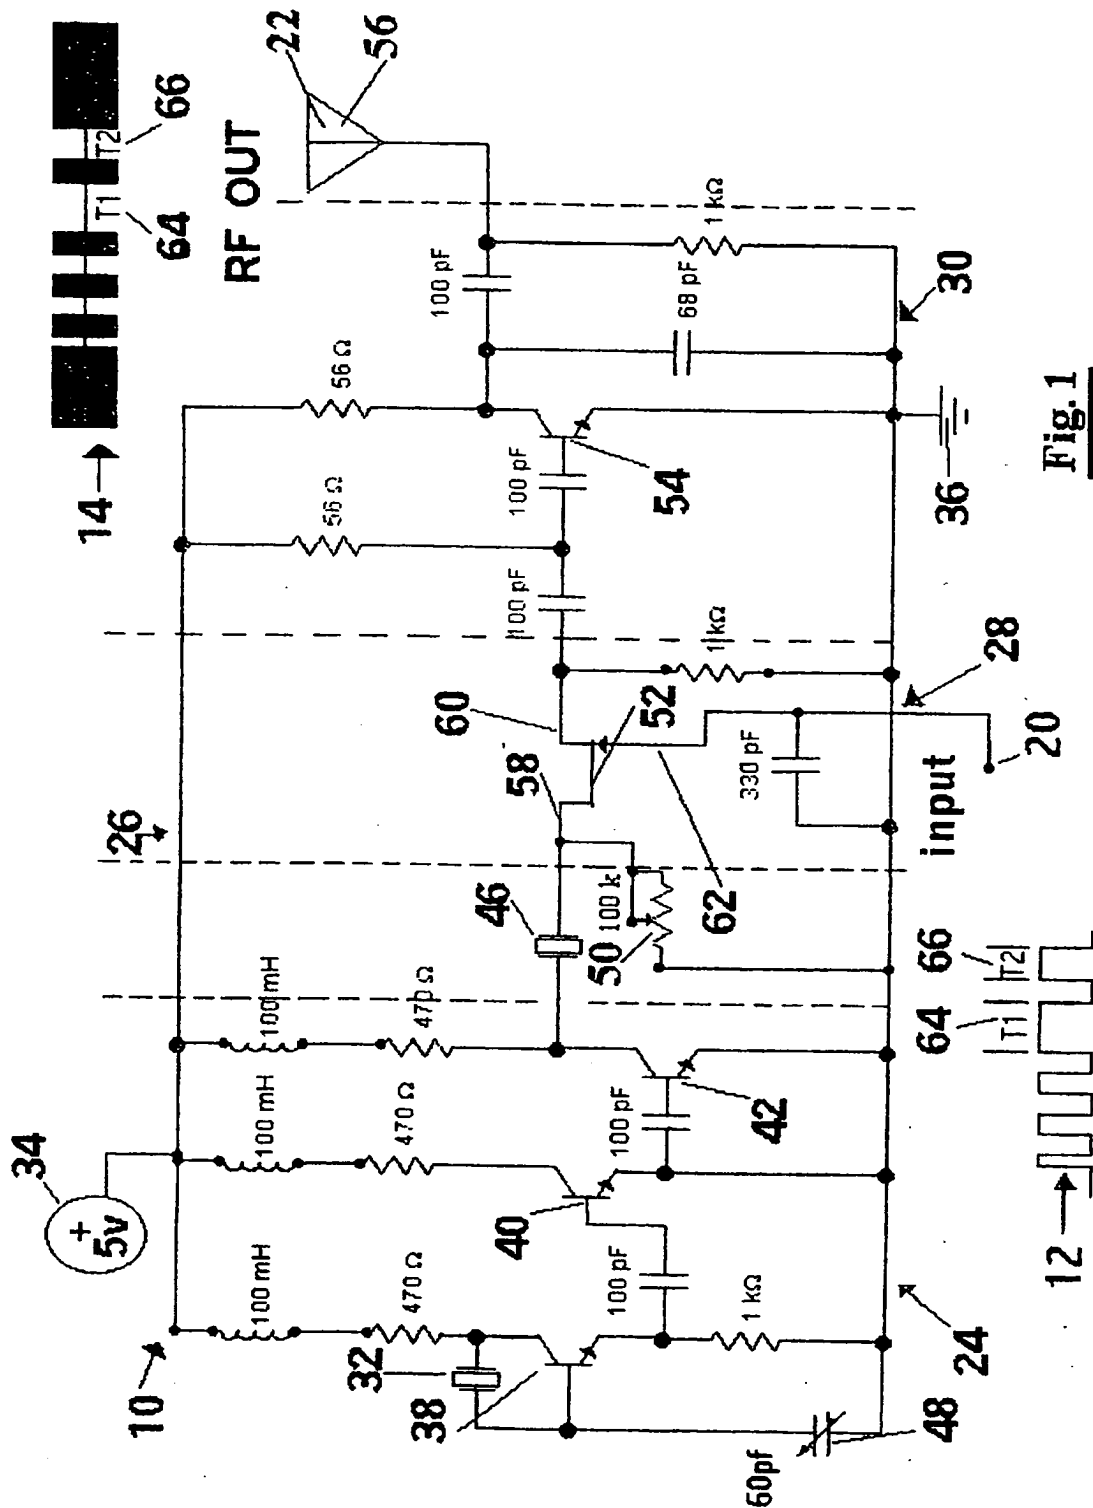 14
T1
T2
64
66
RF OUT
22
56
10
34
+
5v
26
100 mH
470 Ω
100 mH
470 Ω
100 mH
470 Ω
56 Ω
56 Ω
32
38
40
42
46
58
60
52
50
100 k
62
54
100 pF
100 pF
100 pF
100 pF
100 pF
1 kΩ
1 kΩ
1 kΩ
68 pF
330 pF
60pf
48
24
28
30
36
20
input
12
64
66
T1
T2
Fig. 1